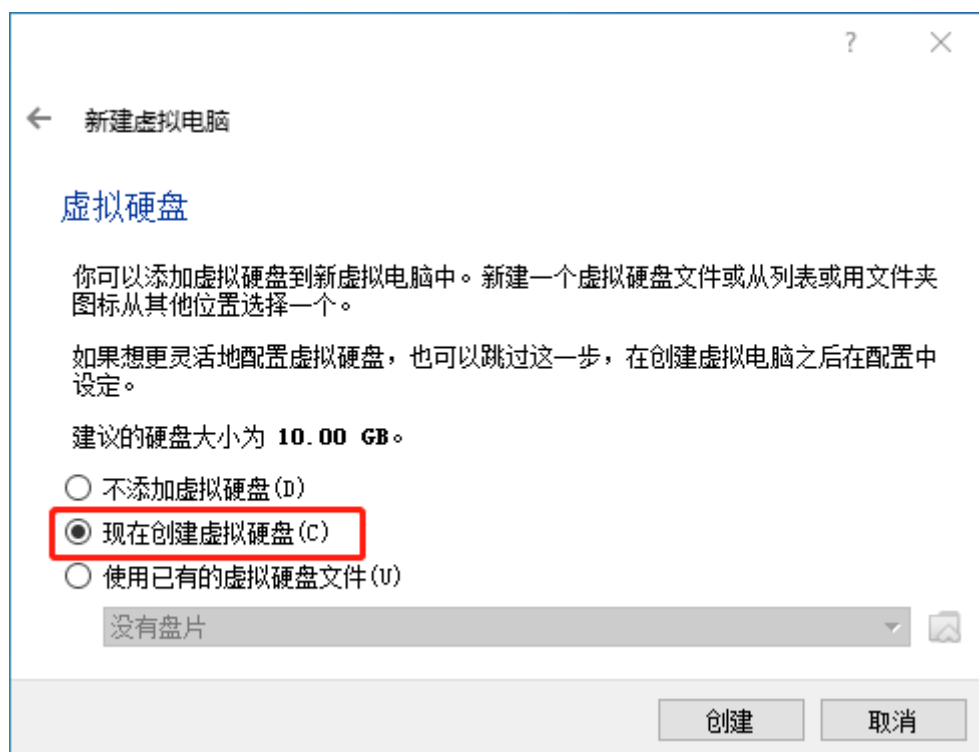 新建虚拟电脑
虚拟硬盘
你可以添加虚拟硬盘到新虚拟电脑中。新建一个虚拟硬盘文件或从列表或用文件夹
图标从其他位置选择一个。
如果想更灵活地配置虚拟硬盘，也可以跳过这一步，在创建虚拟电脑之后在配置中
设定。
建议的硬盘大小为 10.00 GB。
不添加虚拟硬盘(D)
现在创建虚拟硬盘(C)
使用已有的虚拟硬盘文件(U)
没有盘片
创建 取消